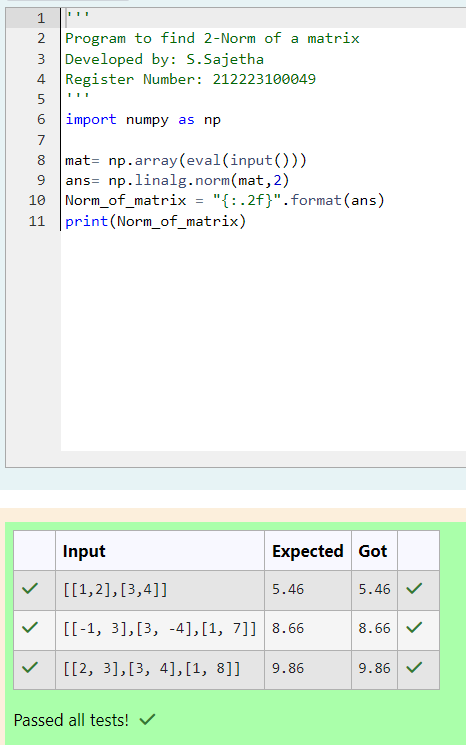 1 '''
2 Program to find 2-Norm of a matrix
3 Developed by: S.Sajetha
4 Register Number: 212223100049
5 '''
6 import numpy as np
7
8 mat= np.array(eval(input()))
9 ans= np.linalg.norm(mat,2)
10 Norm_of_matrix = "{:.2f}".format(ans)
11 print(Norm_of_matrix)
Input Expected Got
[[1,2],[3,4]] 5.46 5.46
[[-1, 3],[3, -4],[1, 7]] 8.66 8.66
[[2, 3],[3, 4],[1, 8]] 9.86 9.86
Passed all tests!